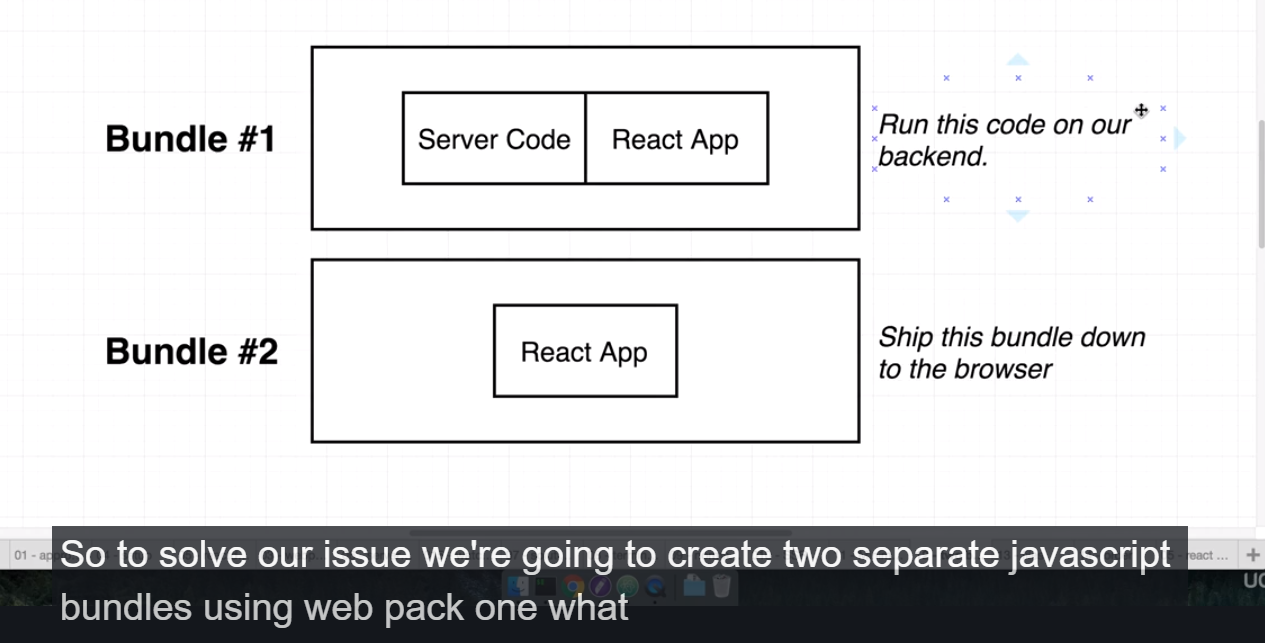 Bundle #1
Server Code
React App
Run this code on our
backend.
Bundle #2
React App
Ship this bundle down
to the browser
So to solve our issue we're going to create two separate javascript
bundles using web pack one what
01 - ap
react ...